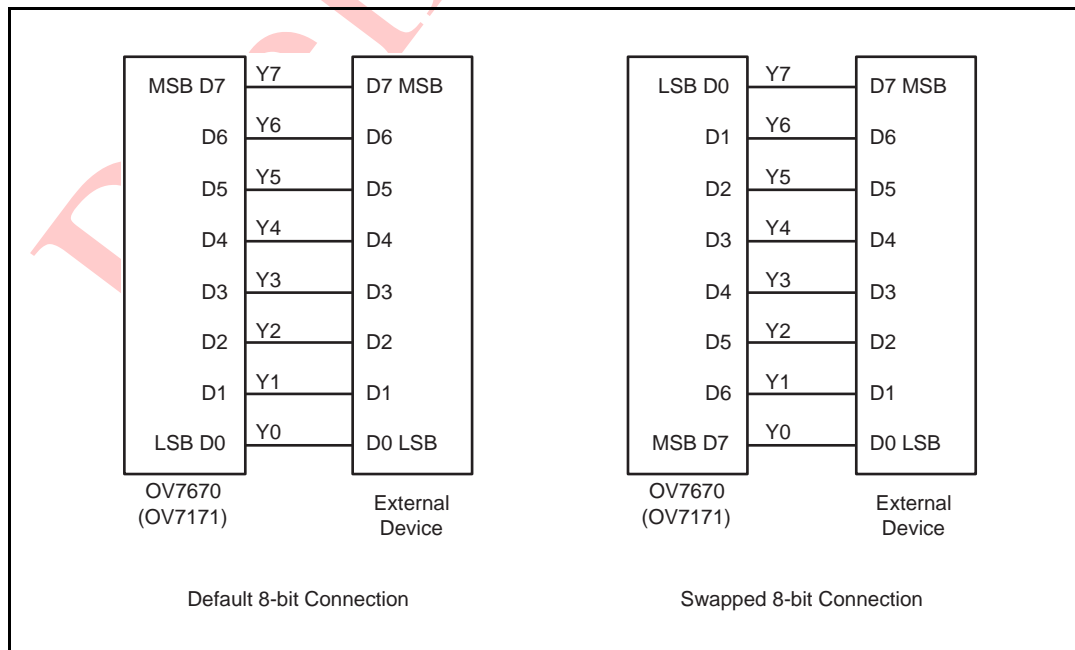 MSB D7 Y7 D7 MSB
D6 Y6 D6
D5 Y5 D5
D4 Y4 D4
D3 Y3 D3
D2 Y2 D2
D1 Y1 D1
LSB D0 Y0 D0 LSB
OV7670
(OV7171)
External
Device
Default 8-bit Connection
LSB D0 Y7 D7 MSB
D1 Y6 D6
D2 Y5 D5
D3 Y4 D4
D4 Y3 D3
D5 Y2 D2
D6 Y1 D1
MSB D7 Y0 D0 LSB
OV7670
(OV7171)
External
Device
Swapped 8-bit Connection